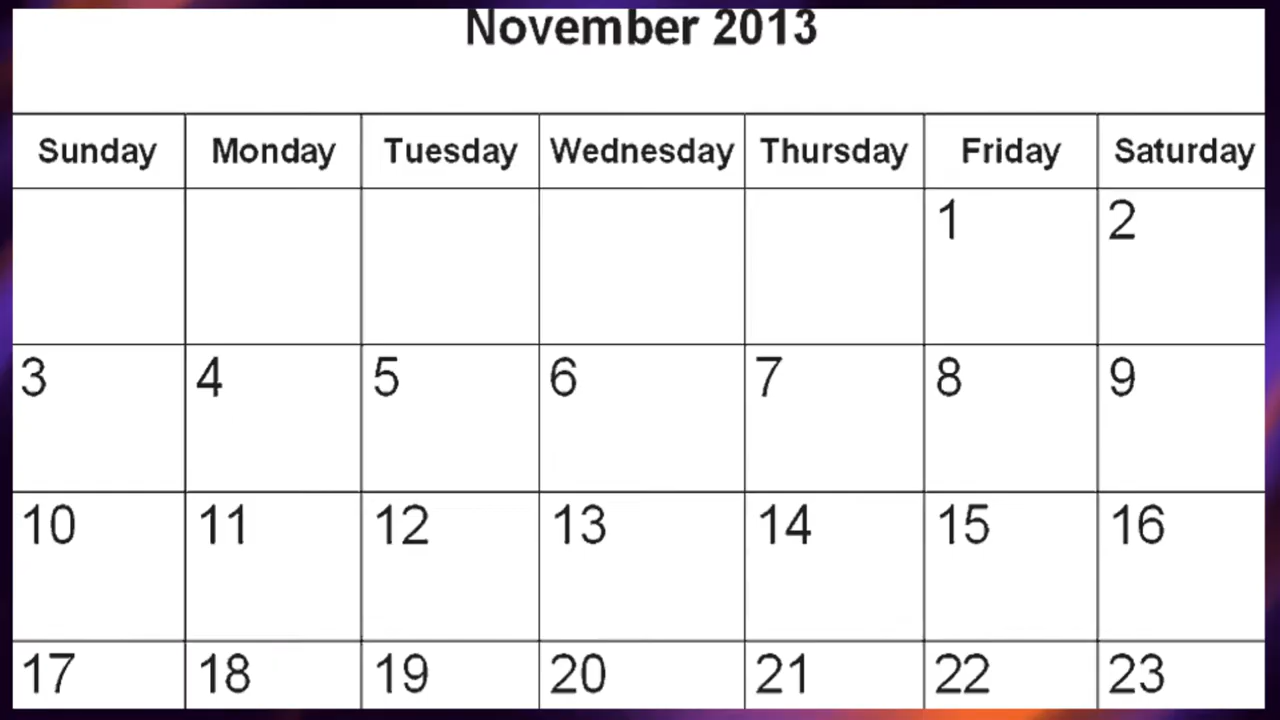 November 2013
Sunday Monday Tuesday Wednesday Thursday Friday Saturday
1 2
3 4 5 6 7 8 9
10 11 12 13 14 15 16
17 18 19 20 21 22 23